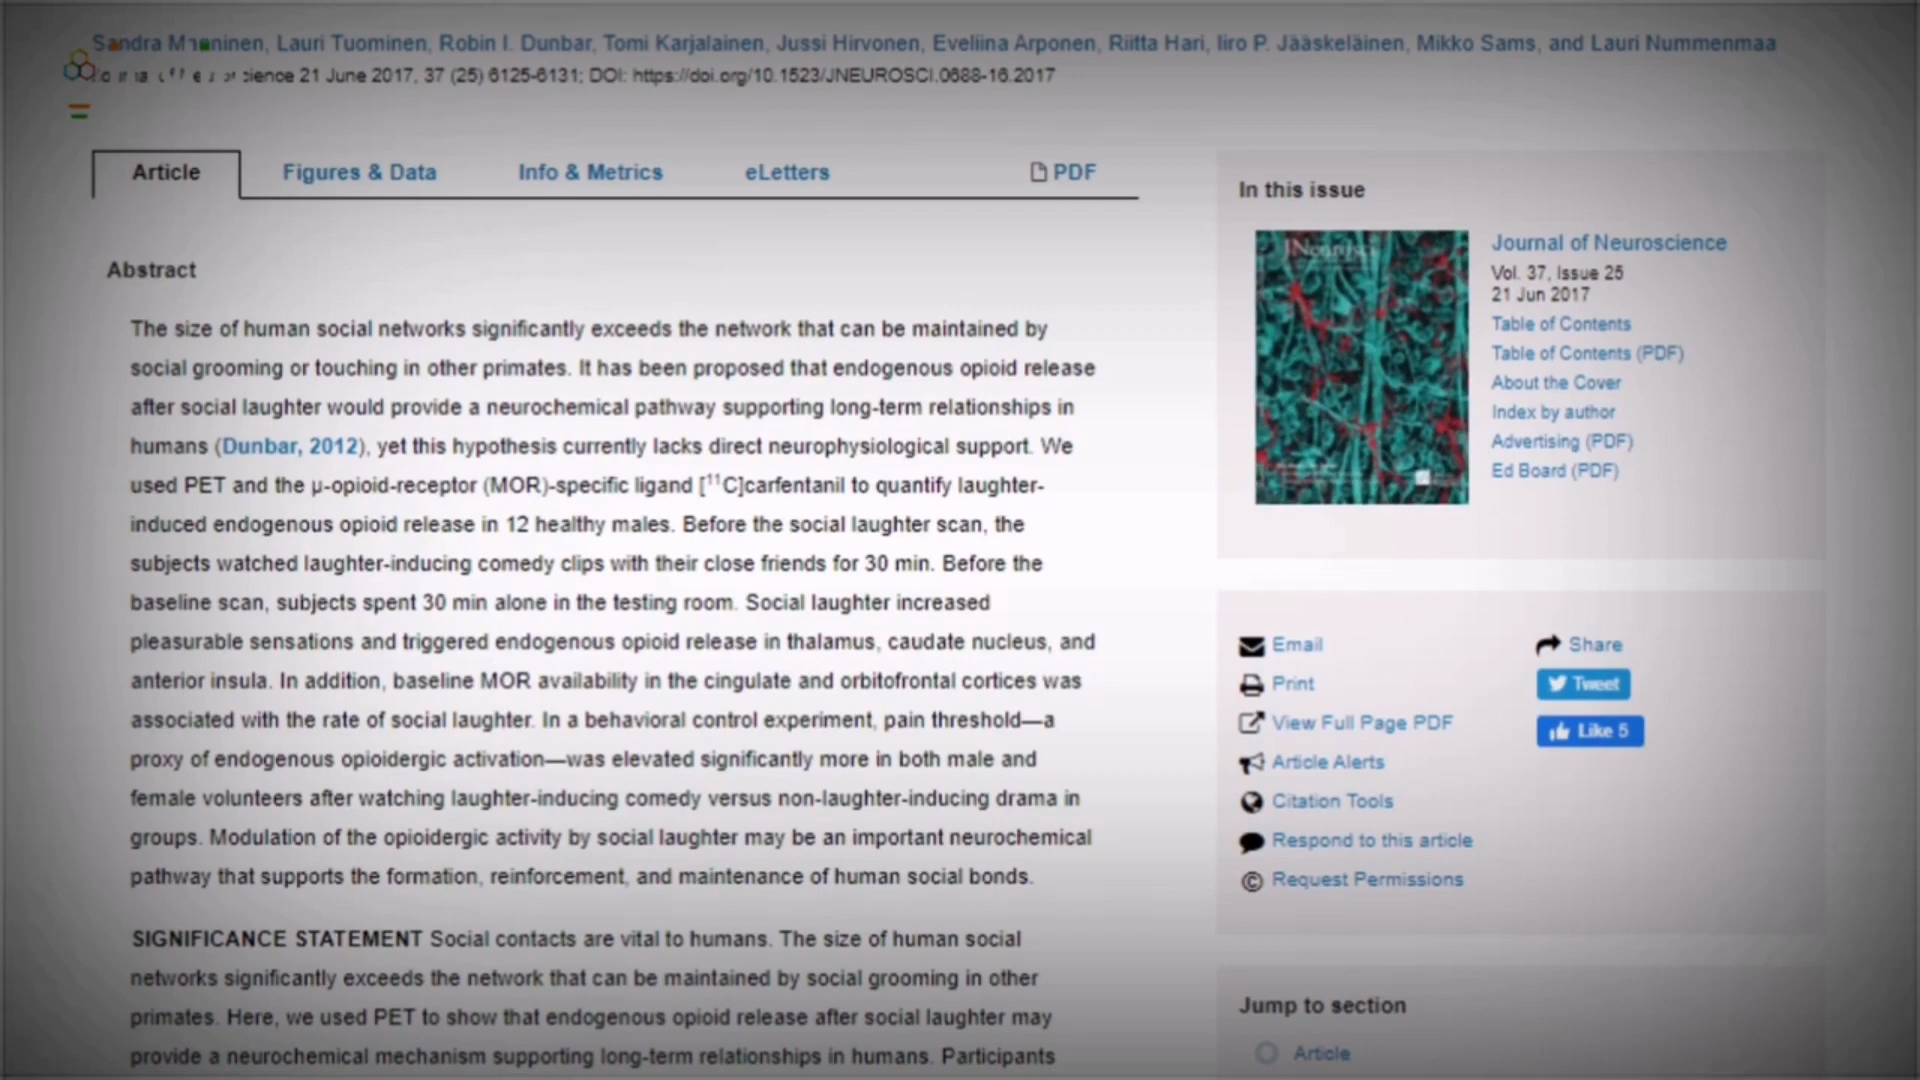 Sandra Manninen, Lauri Tuominen, Robin I. Dunbar, Tomi Karjalainen, Jussi Hirvonen, Eveliina Arponen, Riitta Hari, Iiro P. Jääskeläinen, Mikko Sams, and Lauri Nummenmaa
21 June 2017, 37 (25) 6125-6131; DOI: https://doi.org/10.1523/JNEUROSCI.0688-16.2017
Article Figures & Data Info & Metrics eLetters PDF
Abstract
The size of human social networks significantly exceeds the network that can be maintained by
social grooming or touching in other primates. It has been proposed that endogenous opioid release
after social laughter would provide a neurochemical pathway supporting long-term relationships in
humans (Dunbar, 2012), yet this hypothesis currently lacks direct neurophysiological support. We
used PET and the μ-opioid-receptor (MOR)-specific ligand [¹¹C]carfentanil to quantify laughter-
induced endogenous opioid release in 12 healthy males. Before the social laughter scan, the
subjects watched laughter-inducing comedy clips with their close friends for 30 min. Before the
baseline scan, subjects spent 30 min alone in the testing room. Social laughter increased
pleasurable sensations and triggered endogenous opioid release in thalamus, caudate nucleus, and
anterior insula. In addition, baseline MOR availability in the cingulate and orbitofrontal cortices was
associated with the rate of social laughter. In a behavioral control experiment, pain threshold—a
proxy of endogenous opioidergic activation—was elevated significantly more in both male and
female volunteers after watching laughter-inducing comedy versus non-laughter-inducing drama in
groups. Modulation of the opioidergic activity by social laughter may be an important neurochemical
pathway that supports the formation, reinforcement, and maintenance of human social bonds.
SIGNIFICANCE STATEMENT Social contacts are vital to humans. The size of human social
networks significantly exceeds the network that can be maintained by social grooming in other
primates. Here, we used PET to show that endogenous opioid release after social laughter may
provide a neurochemical mechanism supporting long-term relationships in humans. Participants
In this issue
JNeurosci
Journal of Neuroscience
Vol. 37, Issue 25
21 Jun 2017
Table of Contents
Table of Contents (PDF)
About the Cover
Index by author
Advertising (PDF)
Ed Board (PDF)
Email
Print
View Full Page PDF
Article Alerts
Citation Tools
Respond to this article
Request Permissions
Share
Tweet
Like 5
Jump to section
Article